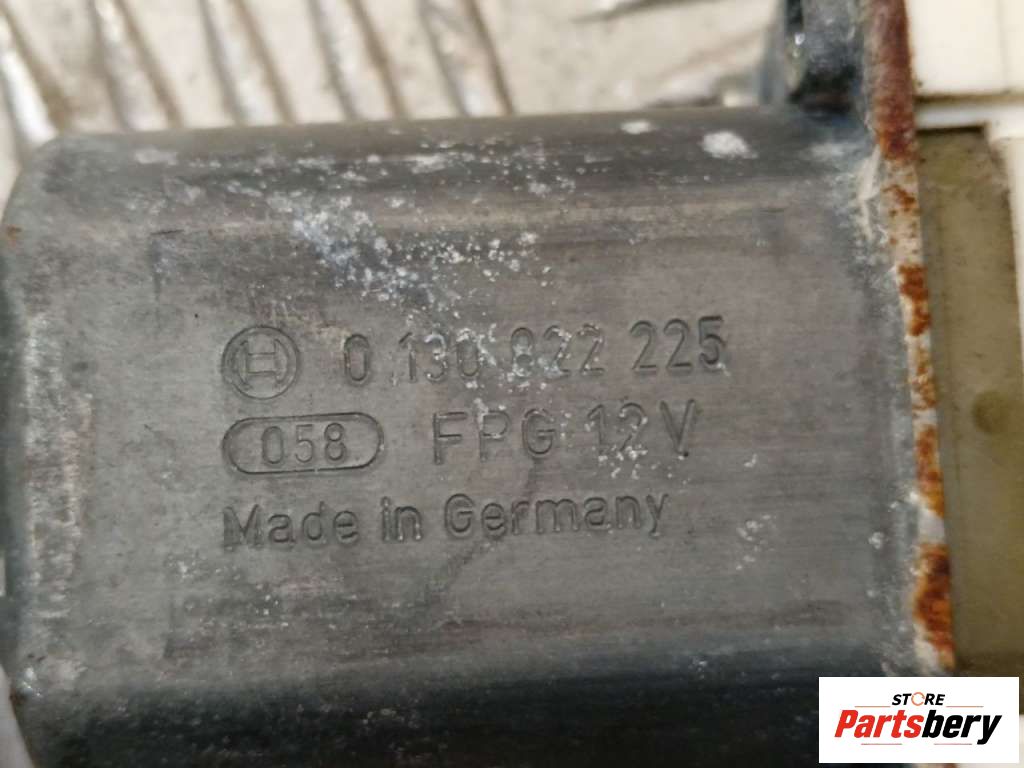 0 130 822 225
058 FPG 12V
Made in Germany
STORE
Partsbery